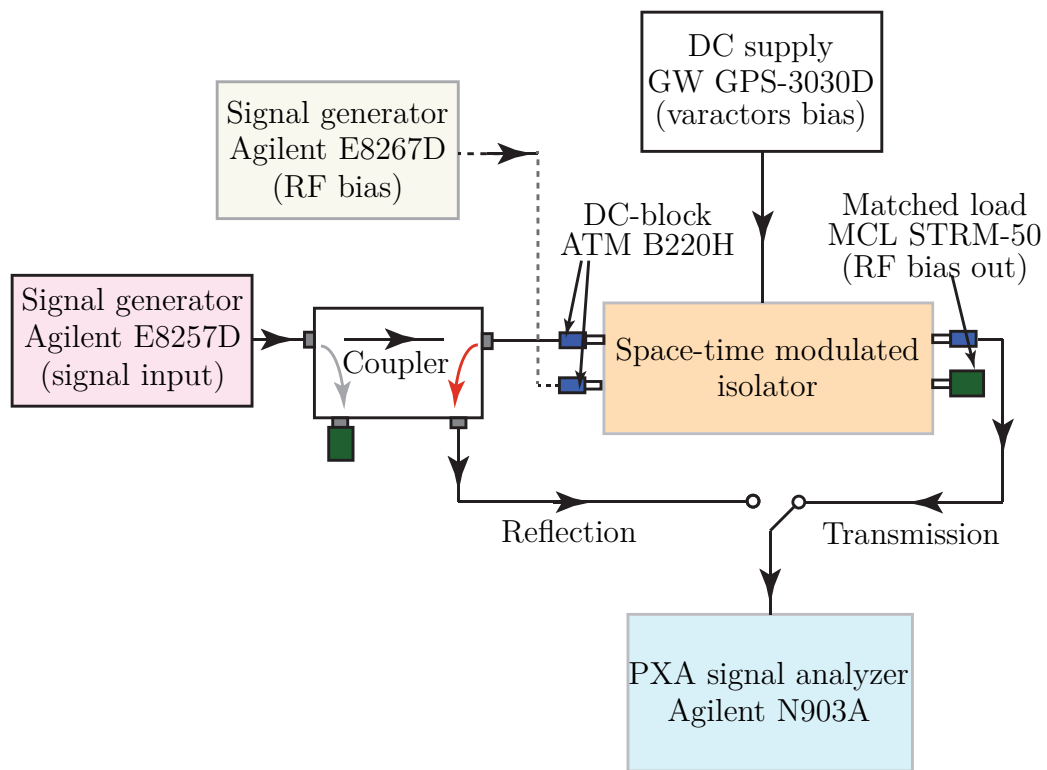 DC supply
GW GPS-3030D
(varactors bias)
Signal generator
Agilent E8267D
(RF bias)
DC-block
ATM B220H
Matched load
MCL STRM-50
(RF bias out)
Signal generator
Agilent E8257D
(signal input)
Coupler
Space-time modulated
isolator
Reflection
Transmission
PXA signal analyzer
Agilent N903A